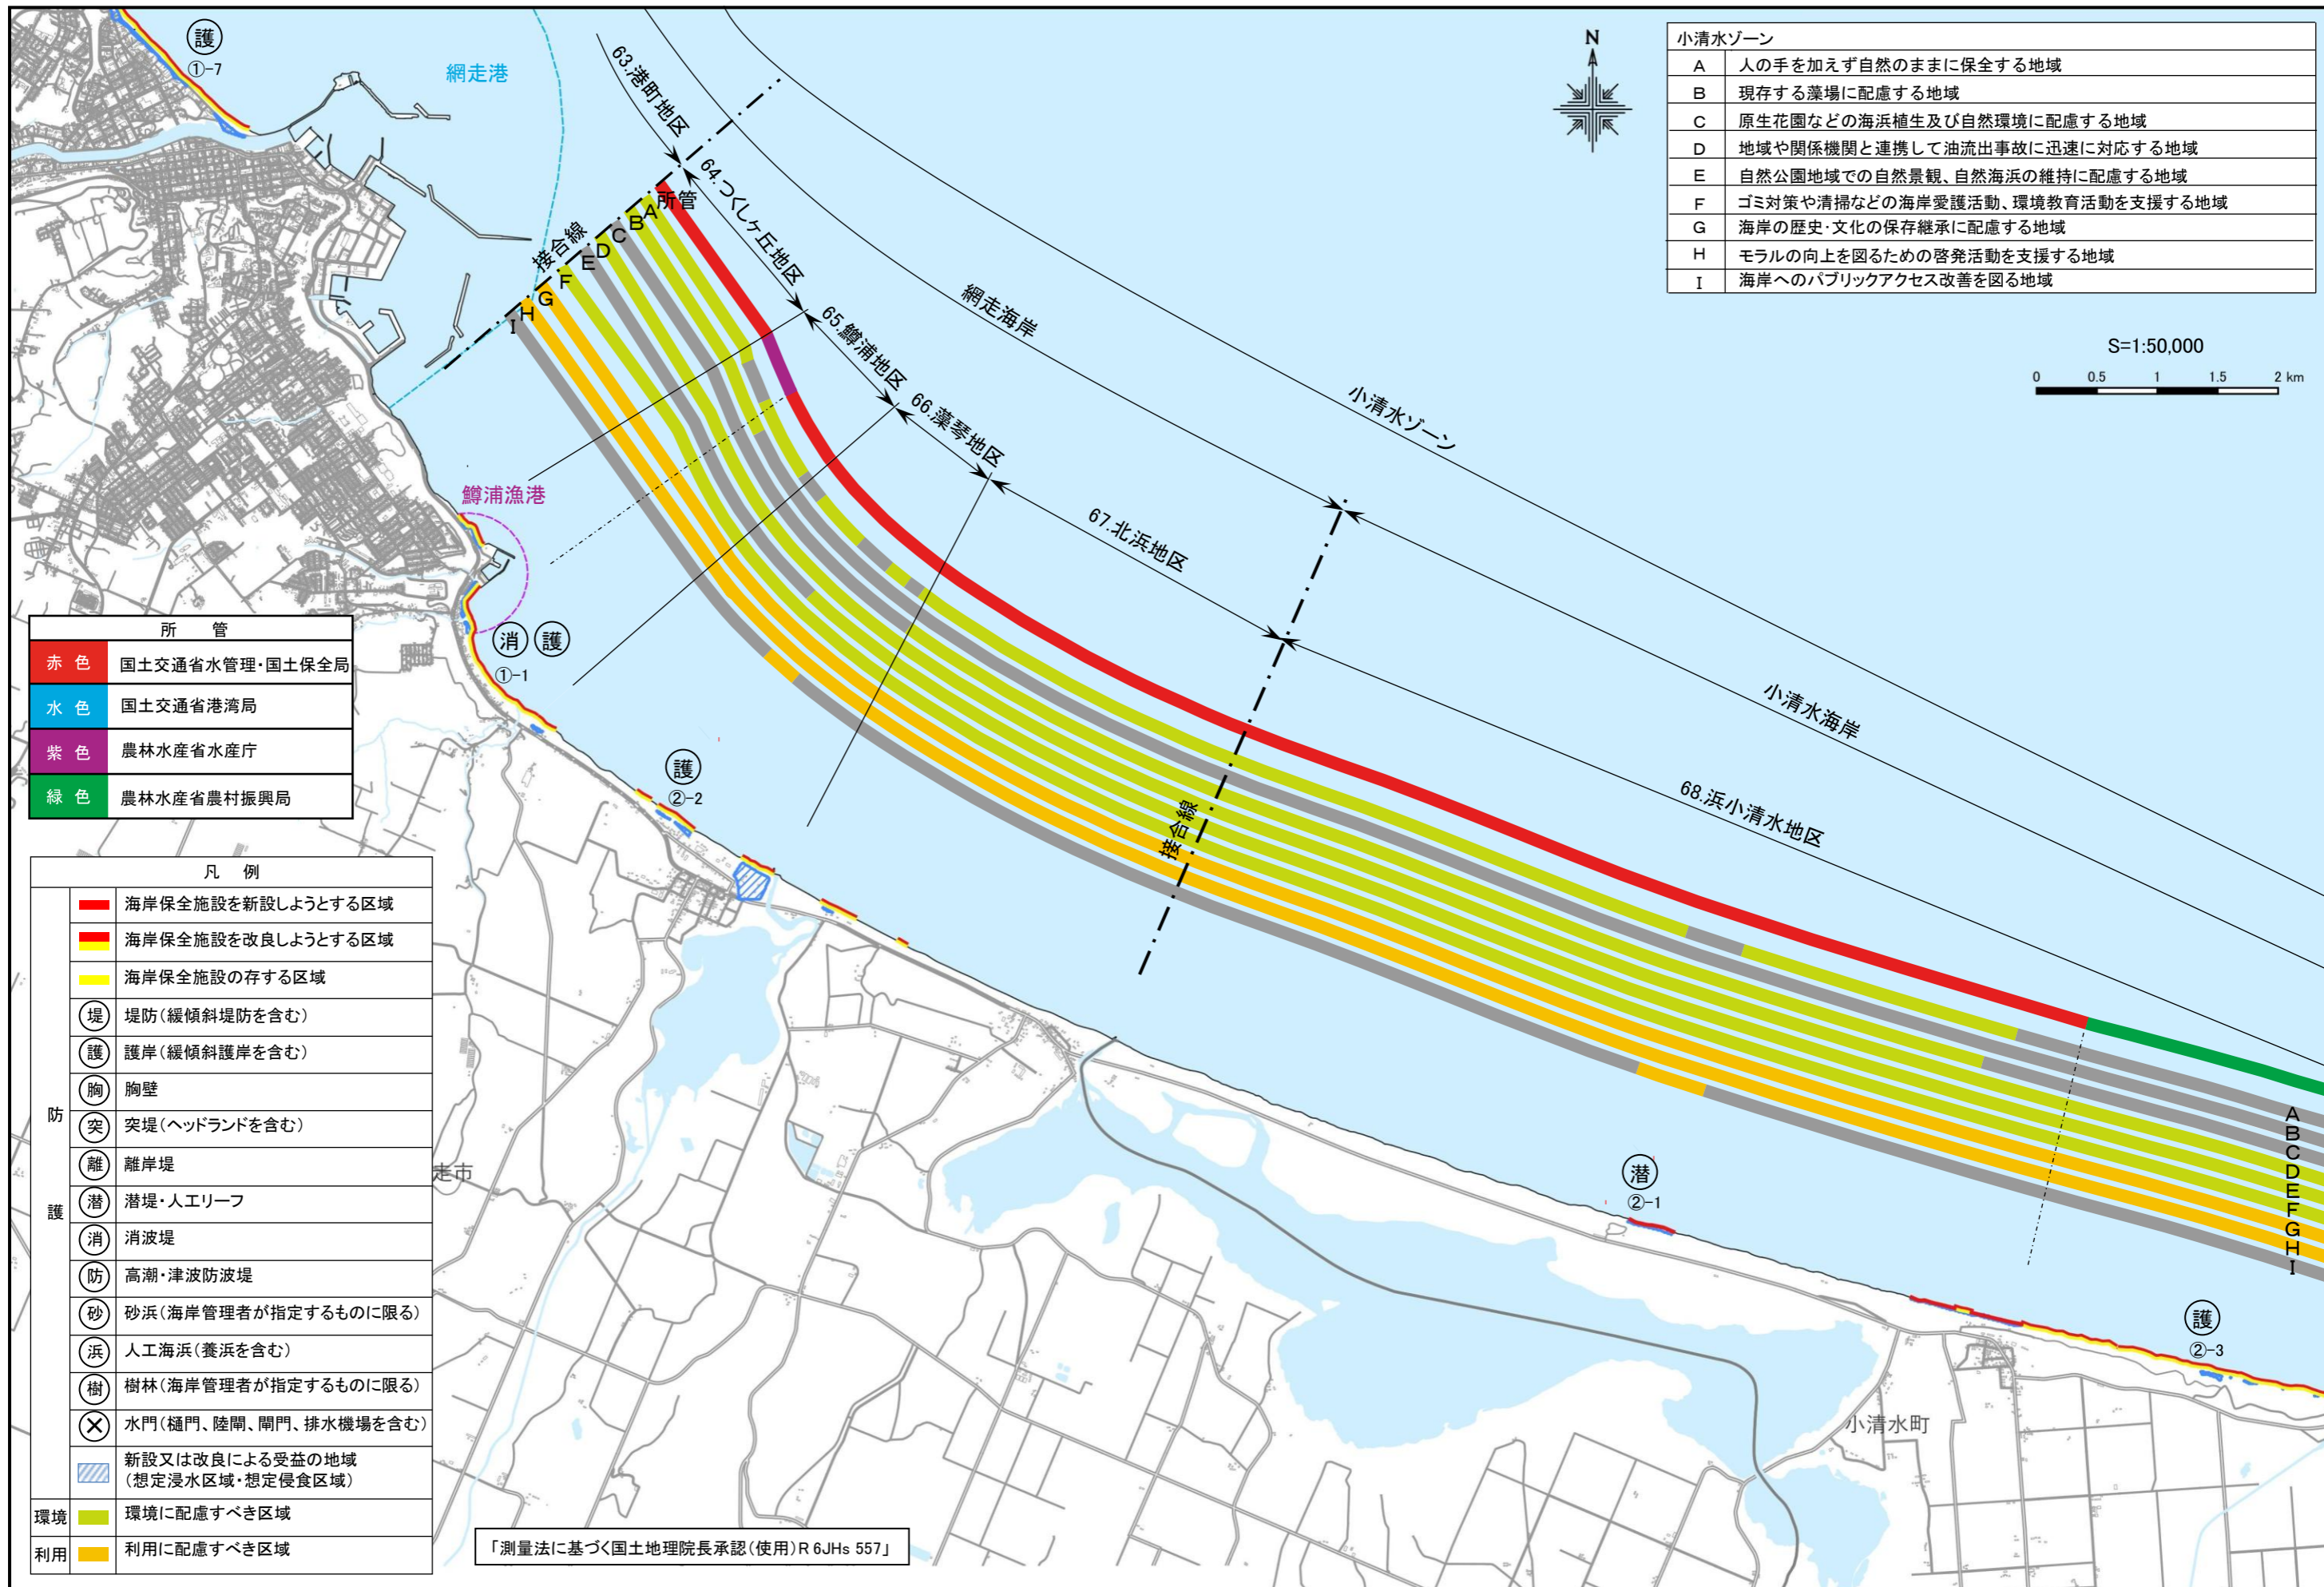 護
①-7
網走港
63.港町地区
64.つくしヶ丘地区
65.鱒浦地区
66.藻琴地区
67.北浜地区
68.浜小清水地区
網走海岸
小清水ゾーン
小清水海岸
所管
A
B
C
D
E
F
G
H
I
接合線
N
小清水ゾーン
A 人の手を加えず自然のままに保全する地域
B 現存する藻場に配慮する地域
C 原生花園などの海浜植生及び自然環境に配慮する地域
D 地域や関係機関と連携して油流出事故に迅速に対応する地域
E 自然公園地域での自然景観、自然海浜の維持に配慮する地域
F ゴミ対策や清掃などの海岸愛護活動、環境教育活動を支援する地域
G 海岸の歴史・文化の保存継承に配慮する地域
H モラルの向上を図るための啓発活動を支援する地域
I 海岸へのパブリックアクセス改善を図る地域
S=1:50,000
0 0.5 1 1.5 2 km
鱒浦漁港
消 護
①-1
護
②-2
接合線
潜
②-1
護
②-3
A
B
C
D
E
F
G
H
I
小清水町
走市
所 管
赤 色 国土交通省水管理・国土保全局
水 色 国土交通省港湾局
紫 色 農林水産省水産庁
緑 色 農林水産省農村振興局
凡 例
防護
海岸保全施設を新設しようとする区域
海岸保全施設を改良しようとする区域
海岸保全施設の存する区域
堤 堤防(緩傾斜堤防を含む)
護 護岸(緩傾斜護岸を含む)
胸 胸壁
突 突堤(ヘッドランドを含む)
離 離岸堤
潜 潜堤・人工リーフ
消 消波堤
防 高潮・津波防波堤
砂 砂浜(海岸管理者が指定するものに限る)
浜 人工海浜(養浜を含む)
樹 樹林(海岸管理者が指定するものに限る)
水門(樋門、陸閘、閘門、排水機場を含む)
新設又は改良による受益の地域
(想定浸水区域・想定侵食区域)
環境 環境に配慮すべき区域
利用 利用に配慮すべき区域
「測量法に基づく国土地理院長承認(使用)R 6JHs 557」